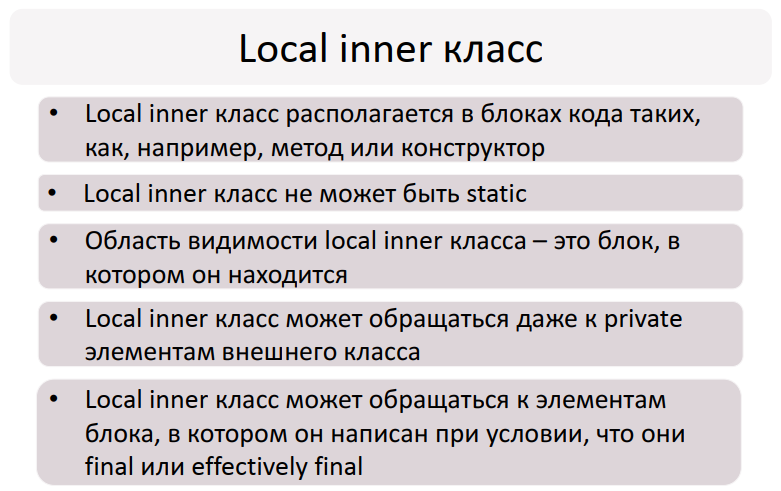 Local inner класс
• Local inner класс располагается в блоках кода таких,
как, например, метод или конструктор
• Local inner класс не может быть static
• Область видимости local inner класса – это блок, в
котором он находится
• Local inner класс может обращаться даже к private
элементам внешнего класса
• Local inner класс может обращаться к элементам
блока, в котором он написан при условии, что они
final или effectively final